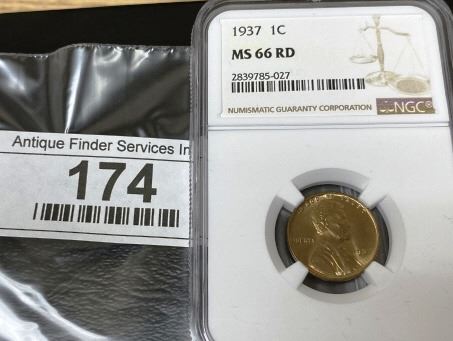 Antique Finder Services In
174
1937 1C
MS 66 RD
2839785-027
NUMISMATIC GUARANTY CORPORATION
NGC®
LIBERTY